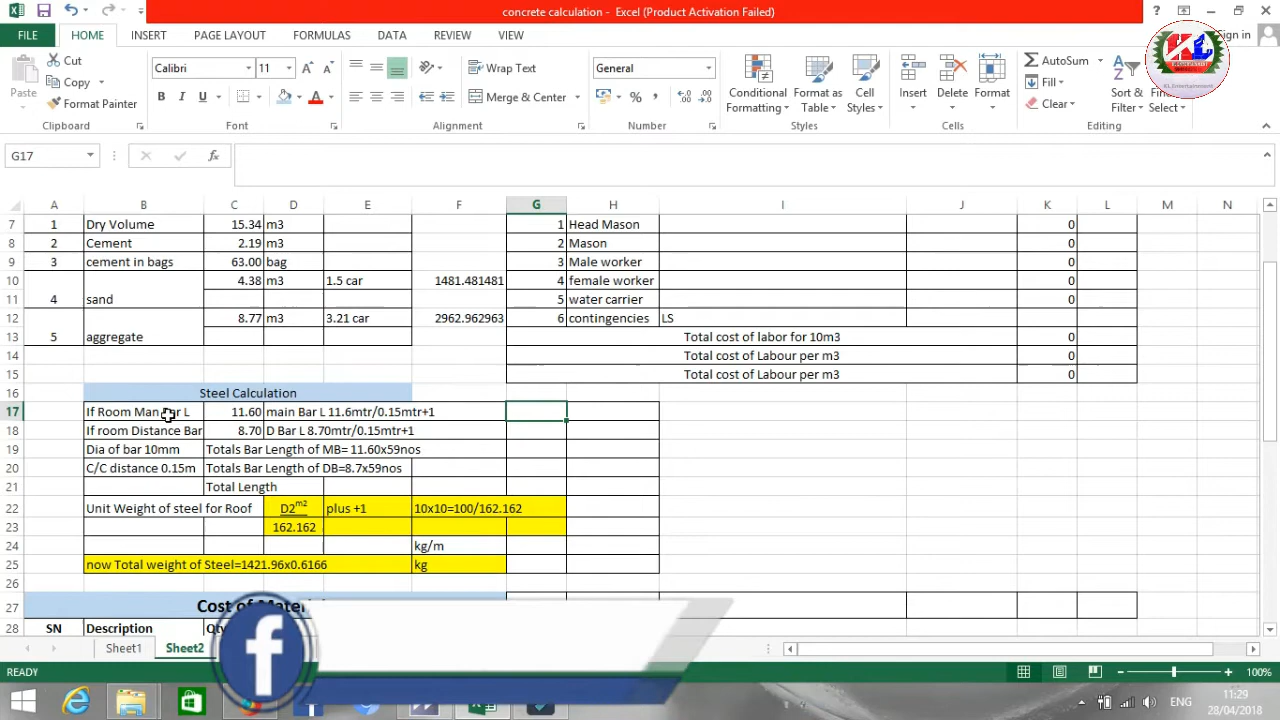 concrete calculation - Excel (Product Activation Failed)
FILE HOME INSERT PAGE LAYOUT FORMULAS DATA REVIEW VIEW
Cut
Copy
Format Painter
Paste
Calibri 11
B I U
Wrap Text
Merge & Center
General
Conditional Formatting
Format as Table
Cell Styles
Insert
Delete
Format
AutoSum
Fill
Clear
Sort & Filter
Select
Clipboard Font Alignment Number Styles Cells Editing
G17
A B C D E F G H I J K L M N
7 1 Dry Volume 15.34 m3 1 Head Mason 0
8 2 Cement 2.19 m3 2 Mason 0
9 3 cement in bags 63.00 bag 3 Male worker 0
10 4.38 m3 1.5 car 1481.481481 4 female worker 0
11 4 sand 5 water carrier 0
12 8.77 m3 3.21 car 2962.962963 6 contingencies LS
13 5 aggregate Total cost of labor for 10m3 0
14 Total cost of Labour per m3 0
15 Total cost of Labour per m3 0
16 Steel Calculation
17 If Room Man Bar L 11.60 main Bar L 11.6mtr/0.15mtr+1
18 If room Distance Bar 8.70 D Bar L 8.70mtr/0.15mtr+1
19 Dia of bar 10mm Totals Bar Length of MB= 11.60x59nos
20 C/C distance 0.15m Totals Bar Length of DB=8.7x59nos
21 Total Length
22 Unit Weight of steel for Roof D2m2 plus +1 10x10=100/162.162
23 162.162
24 kg/m
25 now Total weight of Steel=1421.96x0.6166 kg
26
27 Cost of
28 SN Description
Sheet1 Sheet2
READY 100%
ENG 11:29
28/04/2018